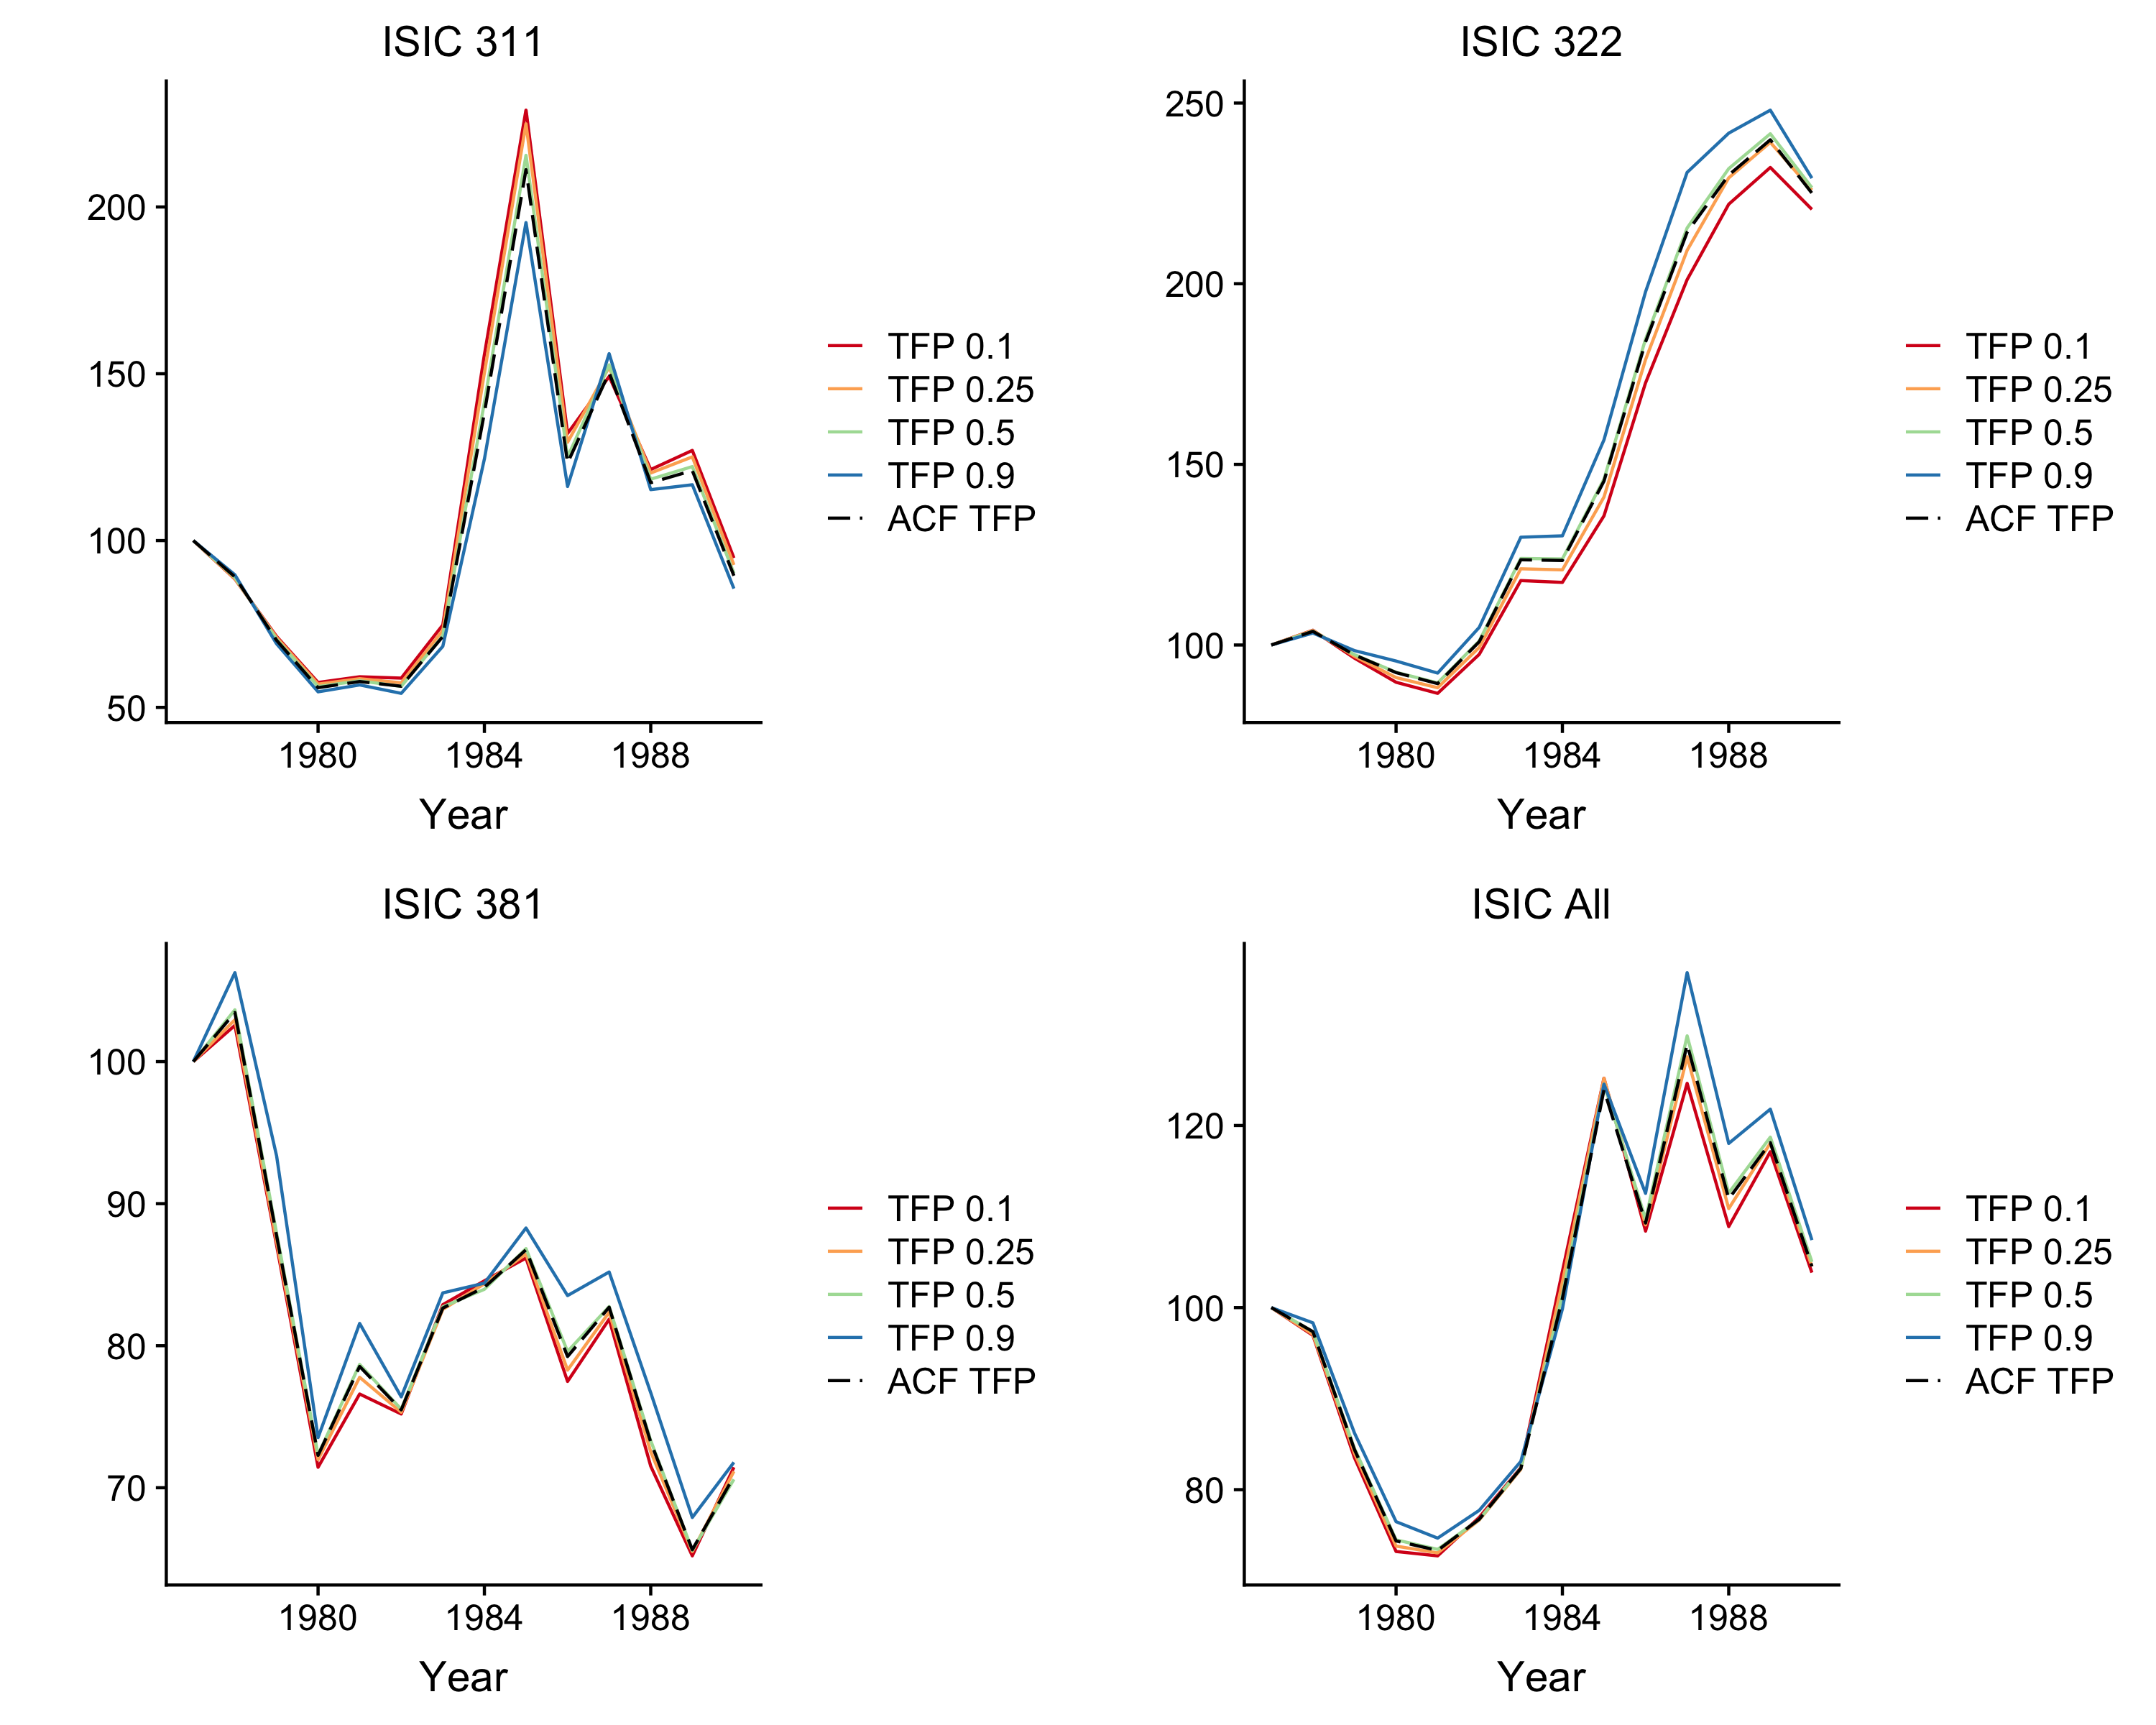 ISIC 311
200
150
100
50
1980 1984 1988
Year
TFP 0.1
TFP 0.25
TFP 0.5
TFP 0.9
ACF TFP
ISIC 322
250
200
150
100
1980 1984 1988
Year
TFP 0.1
TFP 0.25
TFP 0.5
TFP 0.9
ACF TFP
ISIC 381
100
90
80
70
1980 1984 1988
Year
TFP 0.1
TFP 0.25
TFP 0.5
TFP 0.9
ACF TFP
ISIC All
120
100
80
1980 1984 1988
Year
TFP 0.1
TFP 0.25
TFP 0.5
TFP 0.9
ACF TFP